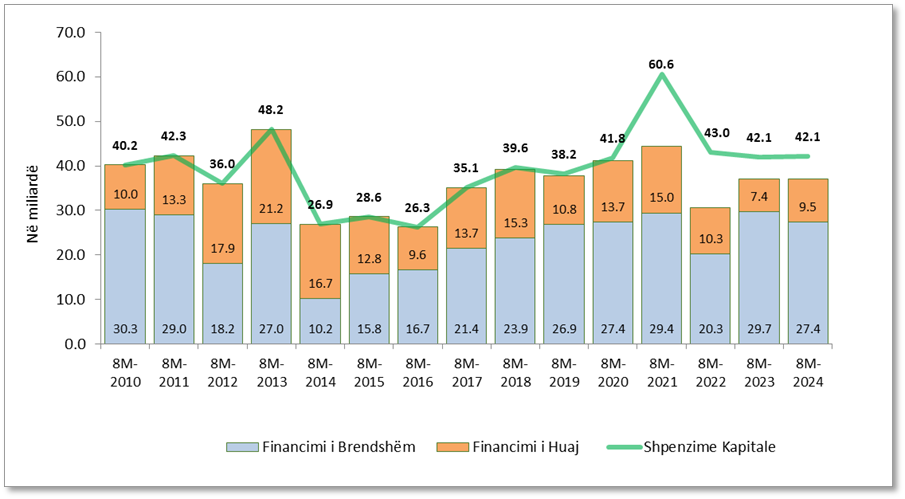 70.0
60.0
50.0
40.0
30.0
20.0
10.0
0.0
Në miliardë
40.2 42.3 36.0 48.2 26.9 28.6 26.3 35.1 39.6 38.2 41.8 60.6 43.0 42.1 42.1
10.0 13.3 17.9 21.2 16.7 12.8 9.6 13.7 15.3 10.8 13.7 15.0 10.3 7.4 9.5
30.3 29.0 18.2 27.0 10.2 15.8 16.7 21.4 23.9 26.9 27.4 29.4 20.3 29.7 27.4
8M- 8M- 8M- 8M- 8M- 8M- 8M- 8M- 8M- 8M- 8M- 8M- 8M- 8M- 8M-
2010 2011 2012 2013 2014 2015 2016 2017 2018 2019 2020 2021 2022 2023 2024
Financimi i Brendshëm Financimi i Huaj Shpenzime Kapitale